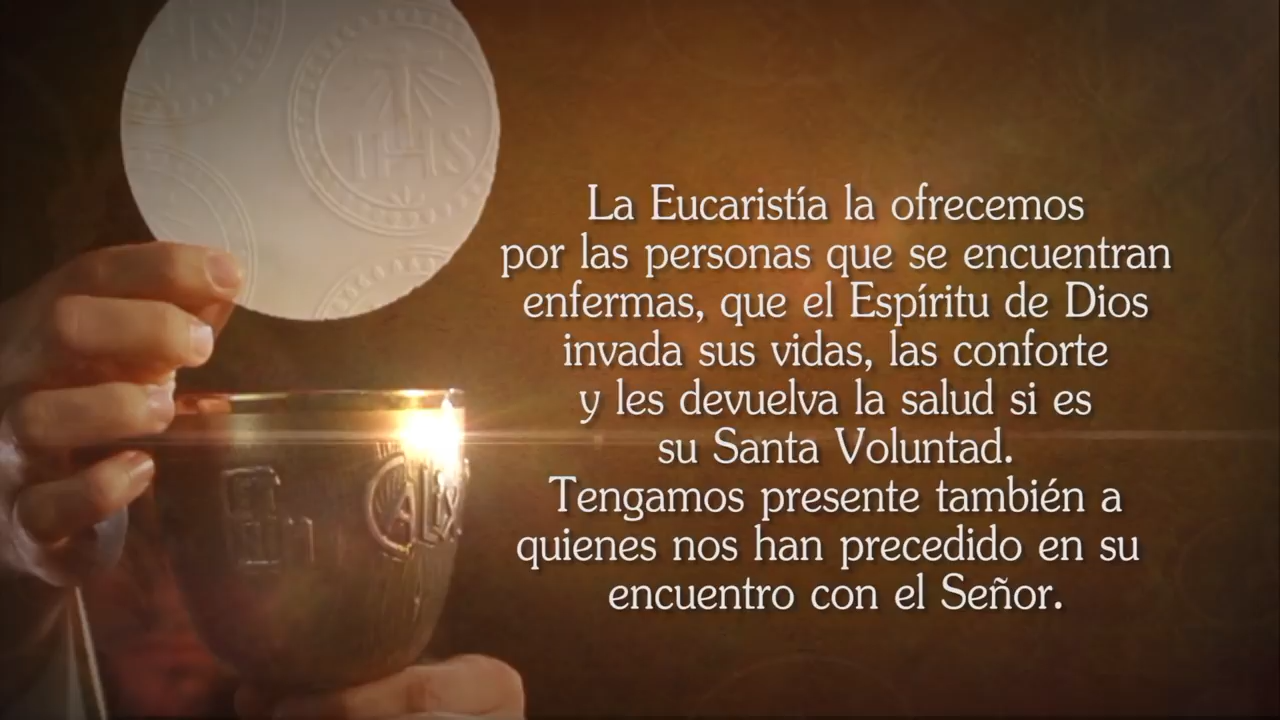 IHS
La Eucaristía la ofrecemos
por las personas que se encuentran
enfermas, que el Espíritu de Dios
invada sus vidas, las conforte
y les devuelva la salud si es
su Santa Voluntad.
Tengamos presente también a
quienes nos han precedido en su
encuentro con el Señor.